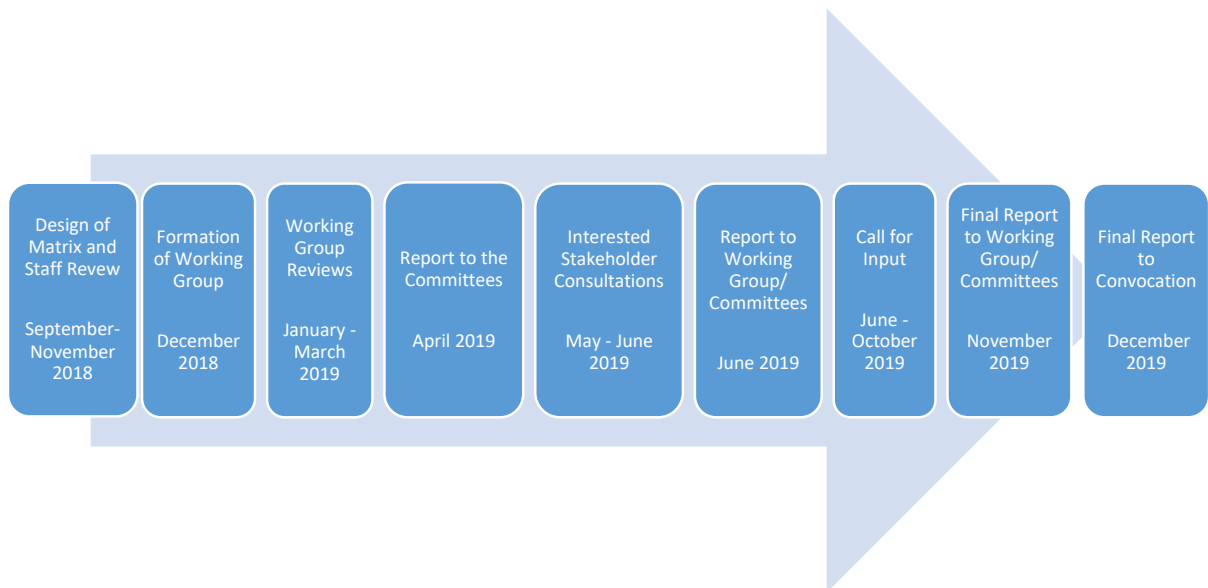 Design of
Matrix and
Staff Revew
September-
November
2018
Formation
of Working
Group
December
2018
Working
Group
Reviews
January -
March
2019
Report to the
Committees
April 2019
Interested
Stakeholder
Consultations
May - June
2019
Report to
Working
Group/
Committees
June 2019
Call for
Input
June -
October
2019
Final Report
to Working
Group/
Committees
November
2019
Final Report
to
Convocation
December
2019